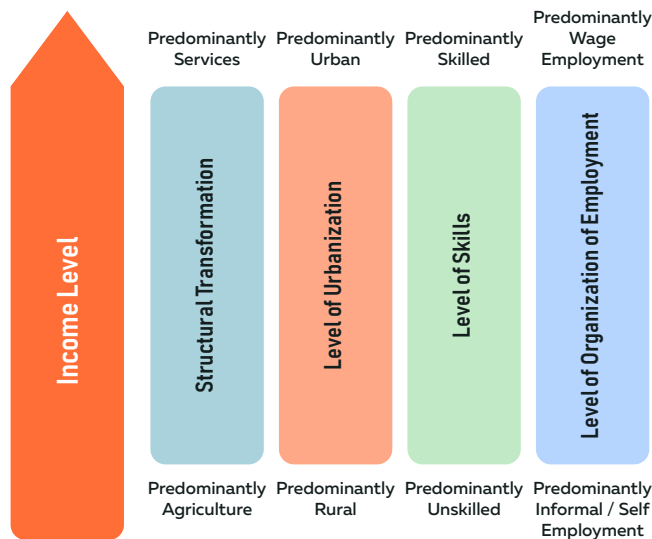 Predominantly
Services
Predominantly
Urban
Predominantly
Skilled
Predominantly
Wage
Employment
Income Level
Structural Transformation
Level of Urbanization
Level of Skills
Level of Organization of Employment
Predominantly
Agriculture
Predominantly
Rural
Predominantly
Unskilled
Predominantly
Informal / Self
Employment